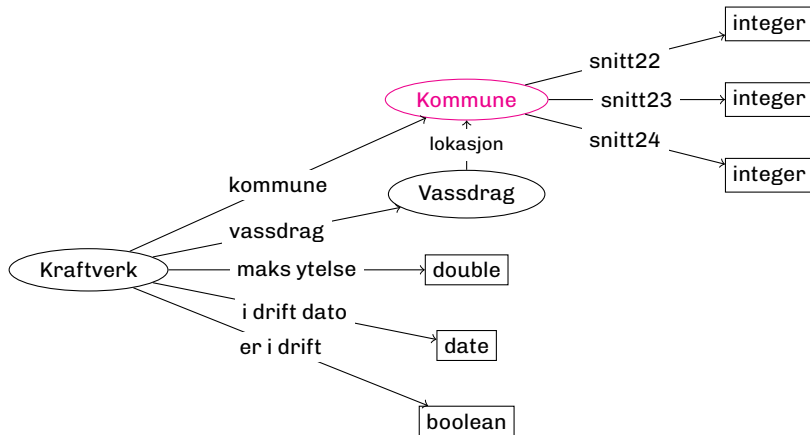 integer
snitt22
Kommune
snitt23
integer
lokasjon
snitt24
integer
kommune
Vassdrag
vassdrag
Kraftverk
maks ytelse
double
i drift dato
er i drift
date
boolean